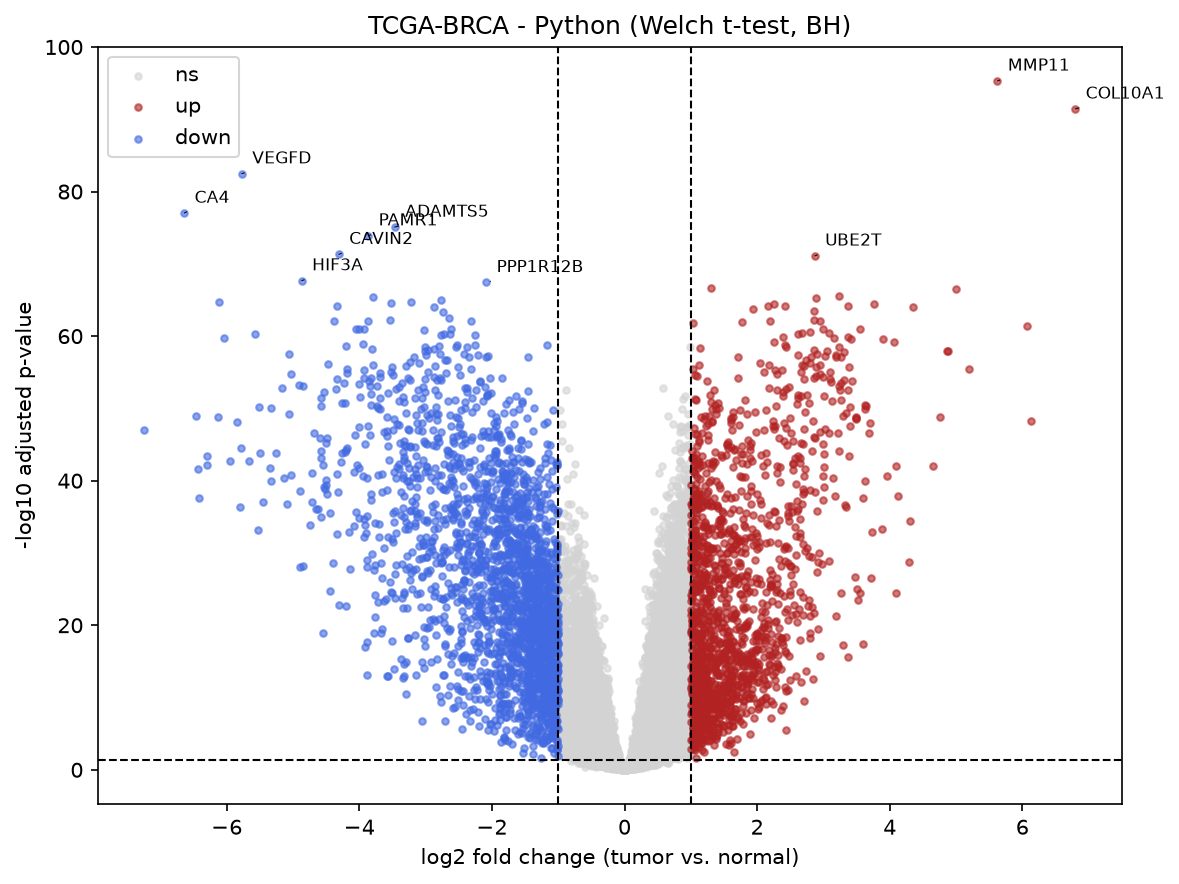 TCGA-BRCA - Python (Welch t-test, BH)
100
80
60
40
20
0
-log10 adjusted p-value
ns
up
down
MMP11
COL10A1
VEGFD
CA4
ADAMTS5
PAMR1
CAVIN2
UBE2T
HIF3A
PPP1R12B
−6 −4 −2 0 2 4 6
log2 fold change (tumor vs. normal)